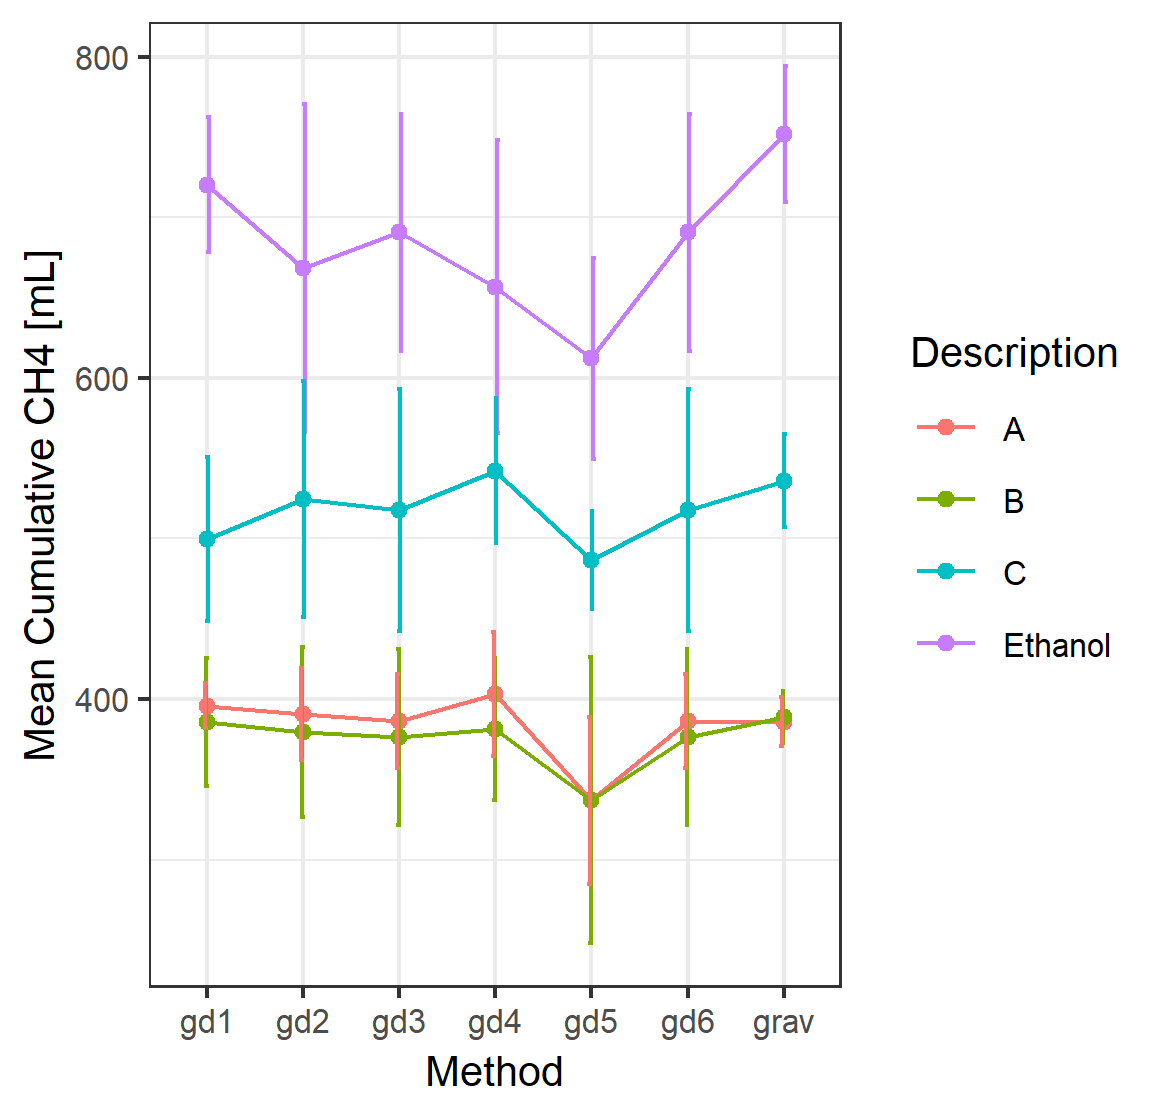 800
600
400
Mean Cumulative CH4 [mL]
gd1 gd2 gd3 gd4 gd5 gd6 grav
Method
Description
A
B
C
Ethanol